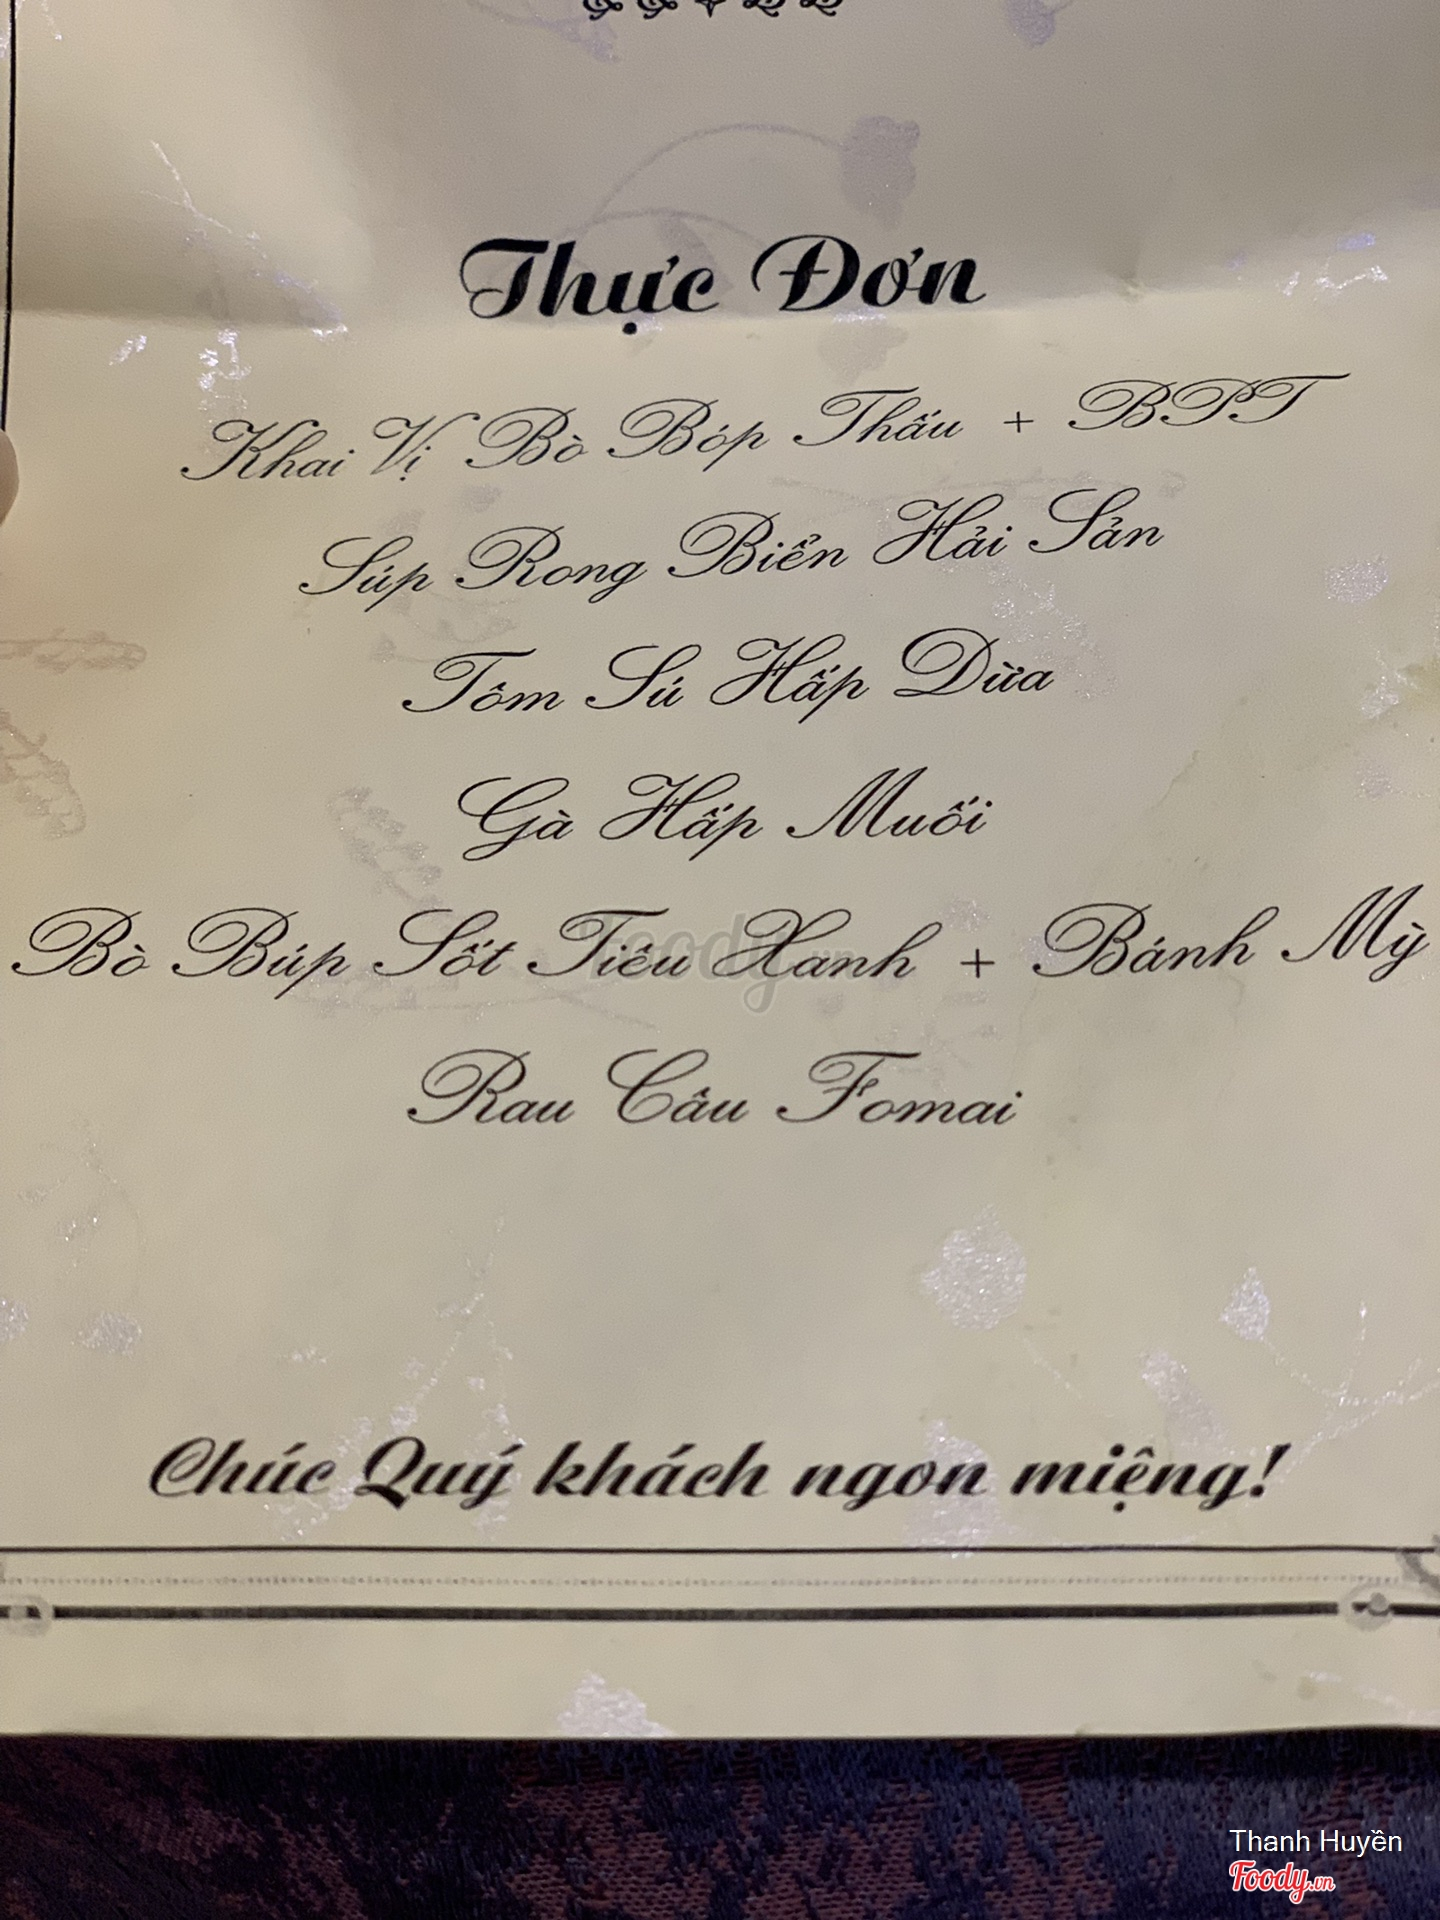 Thực Đơn
Khai Vị Bò Bóp Thấu + BPT
Súp Rong Biển Hải Sản
Tôm Sú Hấp Dừa
Gà Hấp Muối
Bò Búp Sốt Tiêu Xanh + Bánh Mỳ
Foody.vn
Rau Câu Fomai
Chúc Quý khách ngon miệng!
Thanh Huyền
Foody.vn